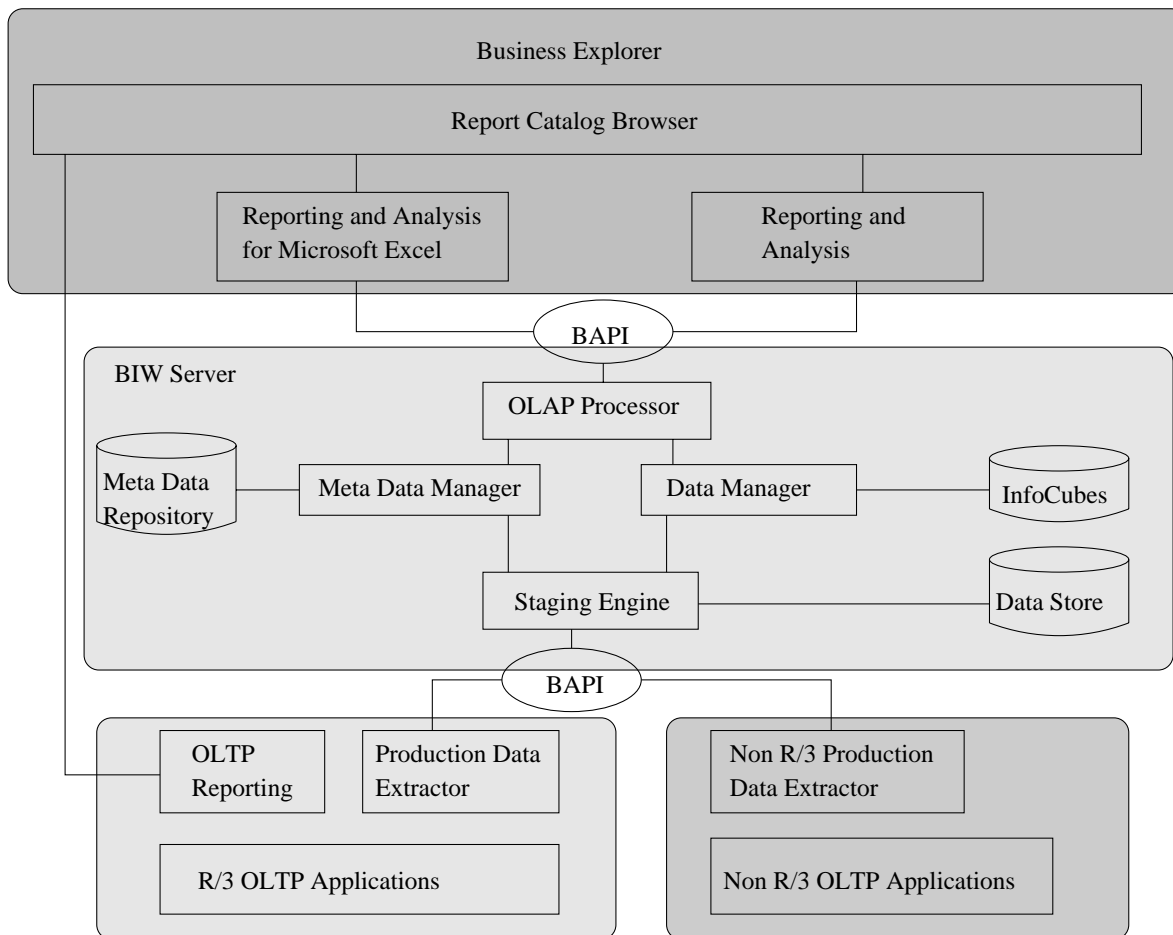 Business Explorer
Report Catalog Browser
Reporting and Analysis
for Microsoft Excel
Reporting and
Analysis
BAPI
BIW Server
OLAP Processor
Meta Data
Repository
Meta Data Manager
Data Manager
InfoCubes
Staging Engine
Data Store
BAPI
OLTP
Reporting
Production Data
Extractor
Non R/3 Production
Data Extractor
R/3 OLTP Applications
Non R/3 OLTP Applications